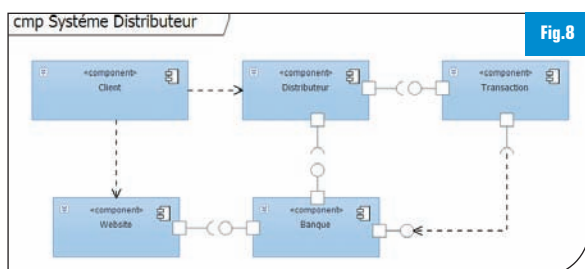 cmp Systéme Distributeur
Fig.8
«component»
Client
«component»
Distributeur
«component»
Transaction
«component»
Website
«component»
Banque